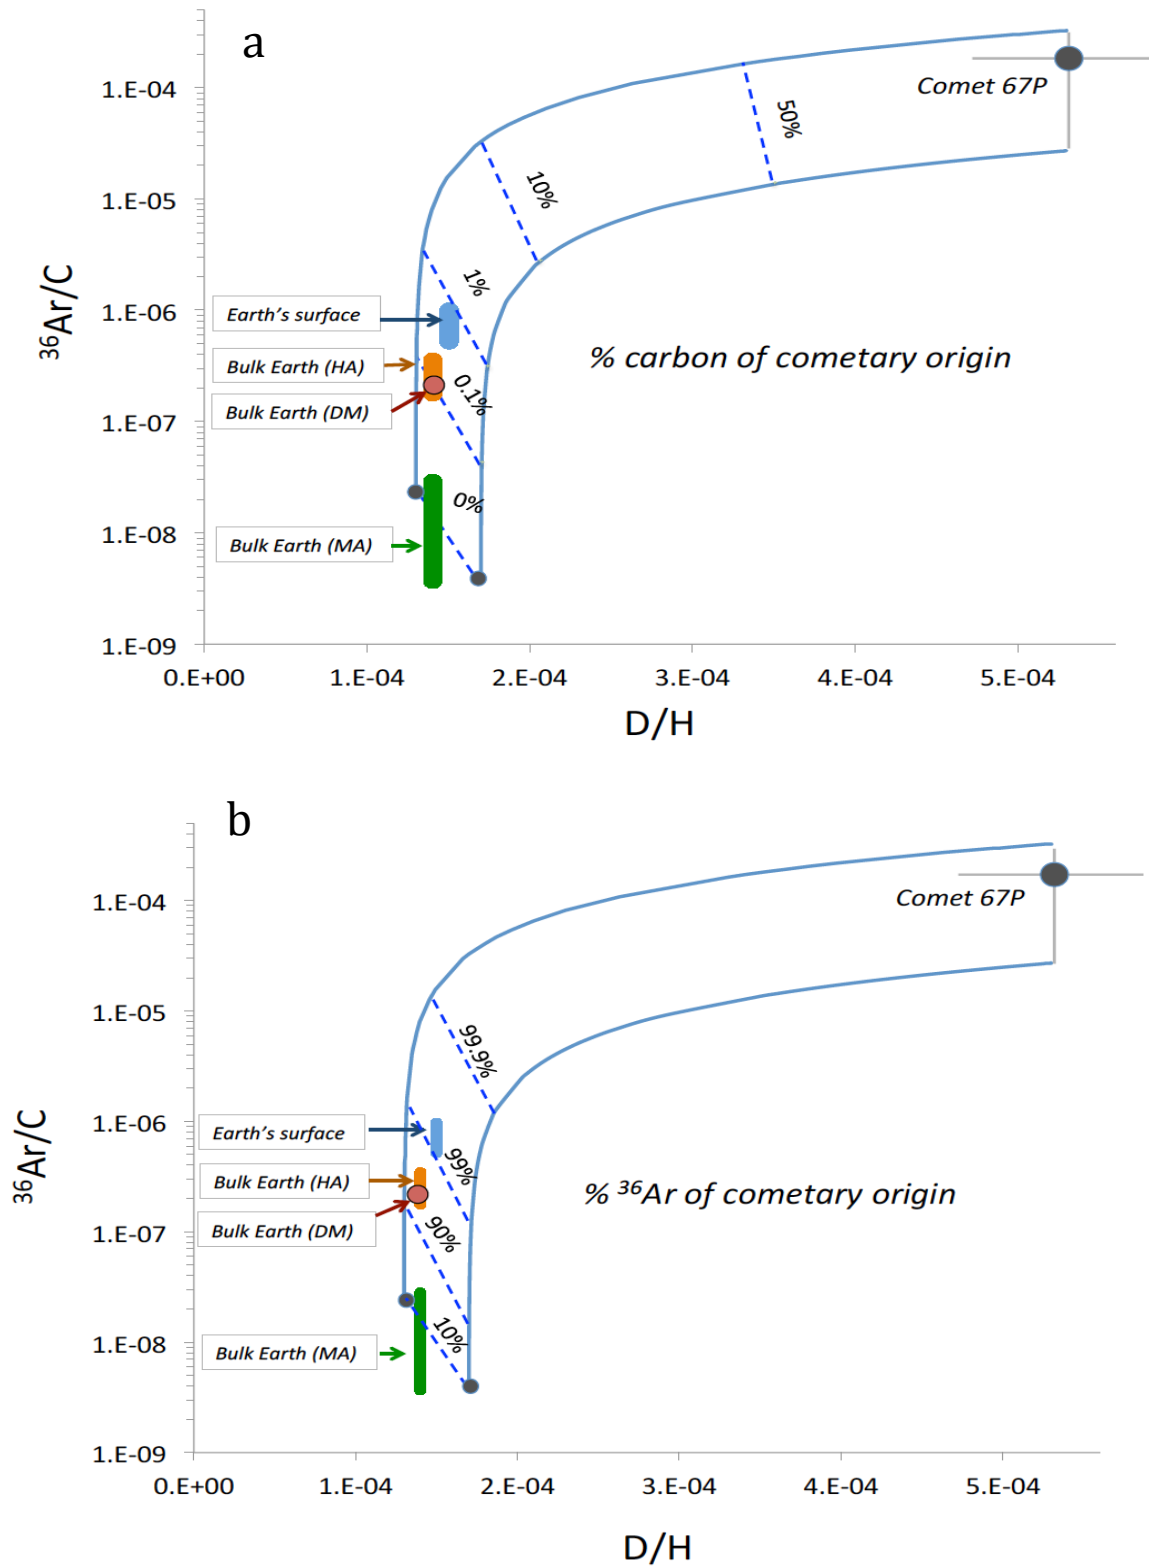 a
1.E-04
1.E-05
1.E-06
1.E-07
1.E-08
1.E-09
36Ar/C
Comet 67P
50%
10%
1%
Earth's surface
Bulk Earth (HA)
0.1%
Bulk Earth (DM)
% carbon of cometary origin
0%
Bulk Earth (MA)
0.E+00 1.E-04 2.E-04 3.E-04 4.E-04 5.E-04
D/H
b
1.E-04
1.E-05
1.E-06
1.E-07
1.E-08
1.E-09
36Ar/C
Comet 67P
99.9%
Earth's surface
99%
Bulk Earth (HA)
% 36Ar of cometary origin
Bulk Earth (DM)
90%
10%
Bulk Earth (MA)
0.E+00 1.E-04 2.E-04 3.E-04 4.E-04 5.E-04
D/H